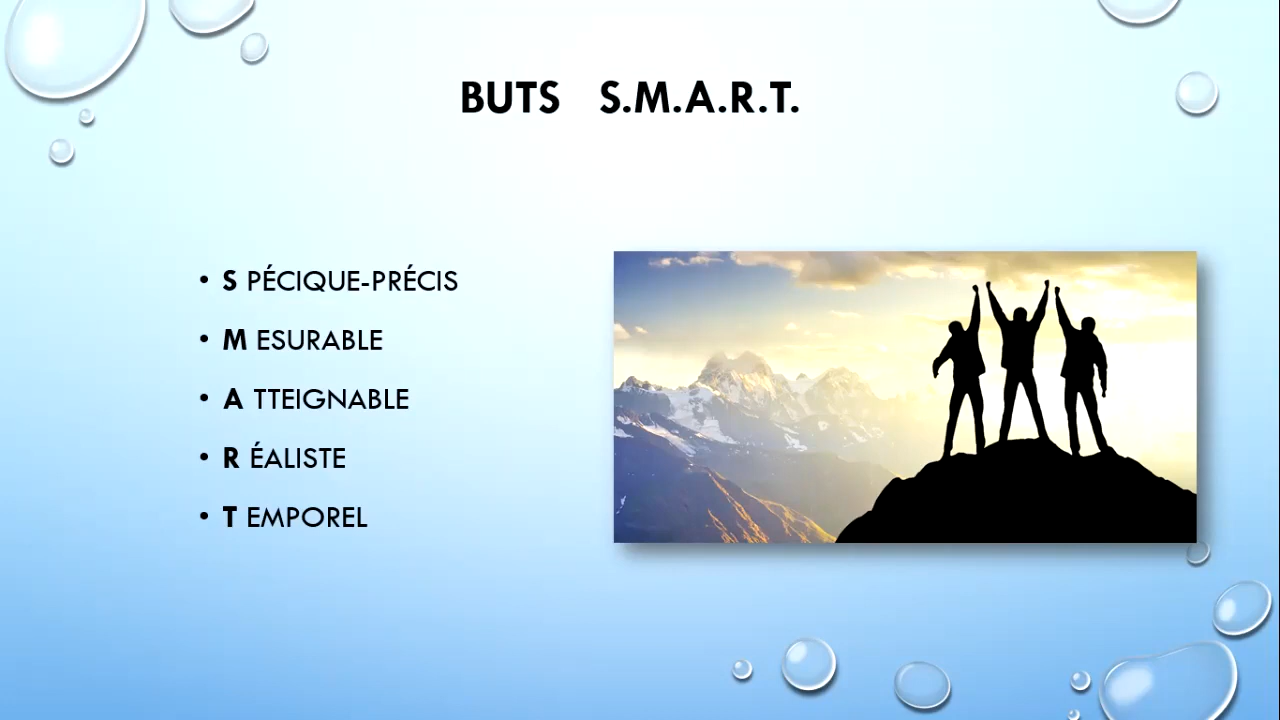 BUTS S.M.A.R.T.
• S PÉCIQUE-PRÉCIS
• M ESURABLE
• A TTEIGNABLE
• R ÉALISTE
• T EMPOREL